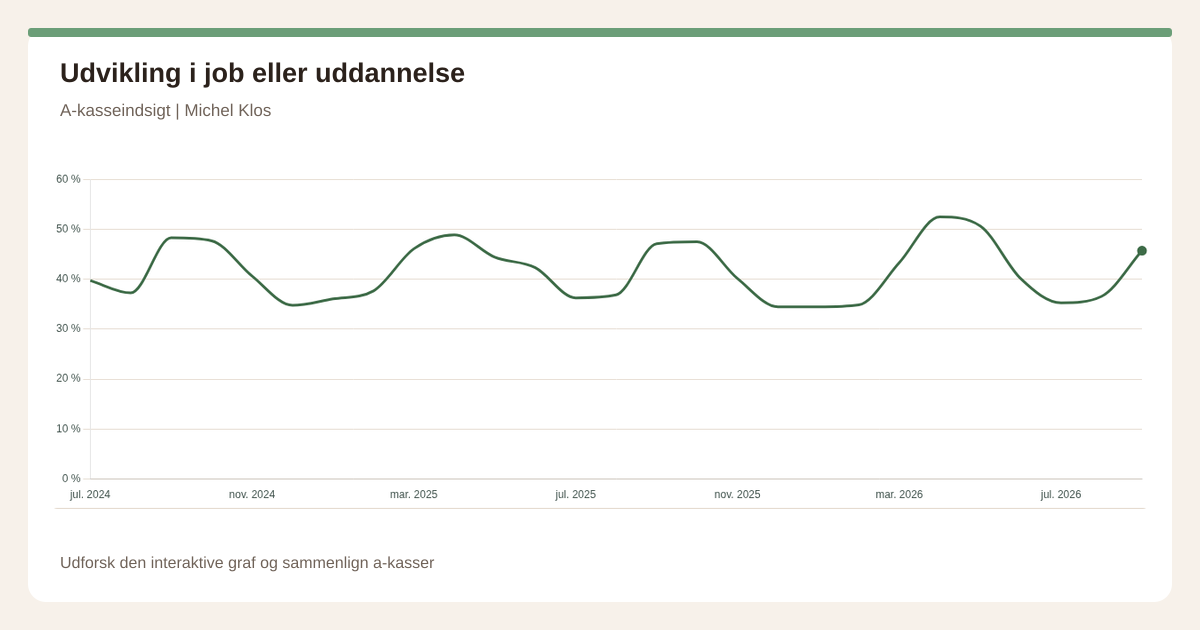 Udvikling i job eller uddannelse
A-kasseindsigt | Michel Klos
60 %
50 %
40 %
30 %
20 %
10 %
0 %
jul. 2024 nov. 2024 mar. 2025 jul. 2025 nov. 2025 mar. 2026 jul. 2026
Udforsk den interaktive graf og sammenlign a-kasser